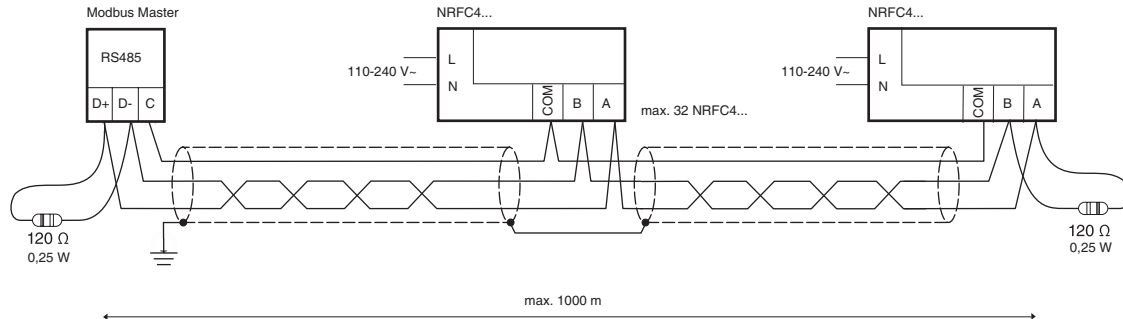 Modbus Master
NRFC4...
NRFC4...
RS485
D+ D- C
110-240 V~
L
N
COM
B
A
max. 32 NRFC4...
110-240 V~
L
N
COM
B
A
120 Ω
0,25 W
120 Ω
0,25 W
max. 1000 m